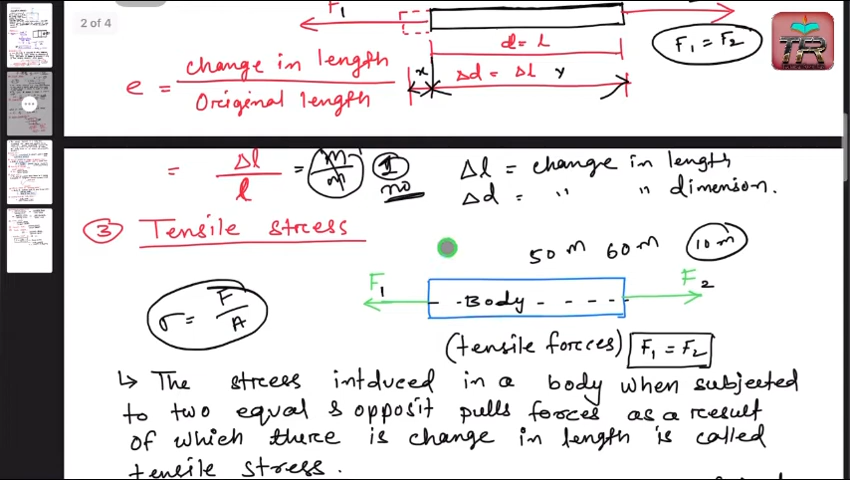 2 of 4
F1
F1 = F2
TR
d = l
e = change in length
Original length
x
Δd = Δl y
= Δl / l = m / m 1
no
Δl = change in length
Δd = " " dimension.
3 Tensile stress
50 m 60 m 10 m
F1
F2
Body
σ = F / A
(tensile forces) F1 = F2
↳ The stress intduced in a body when subjected
to two equal & opposit pulls forces as a result
of which there is change in length is called
tensile stress.